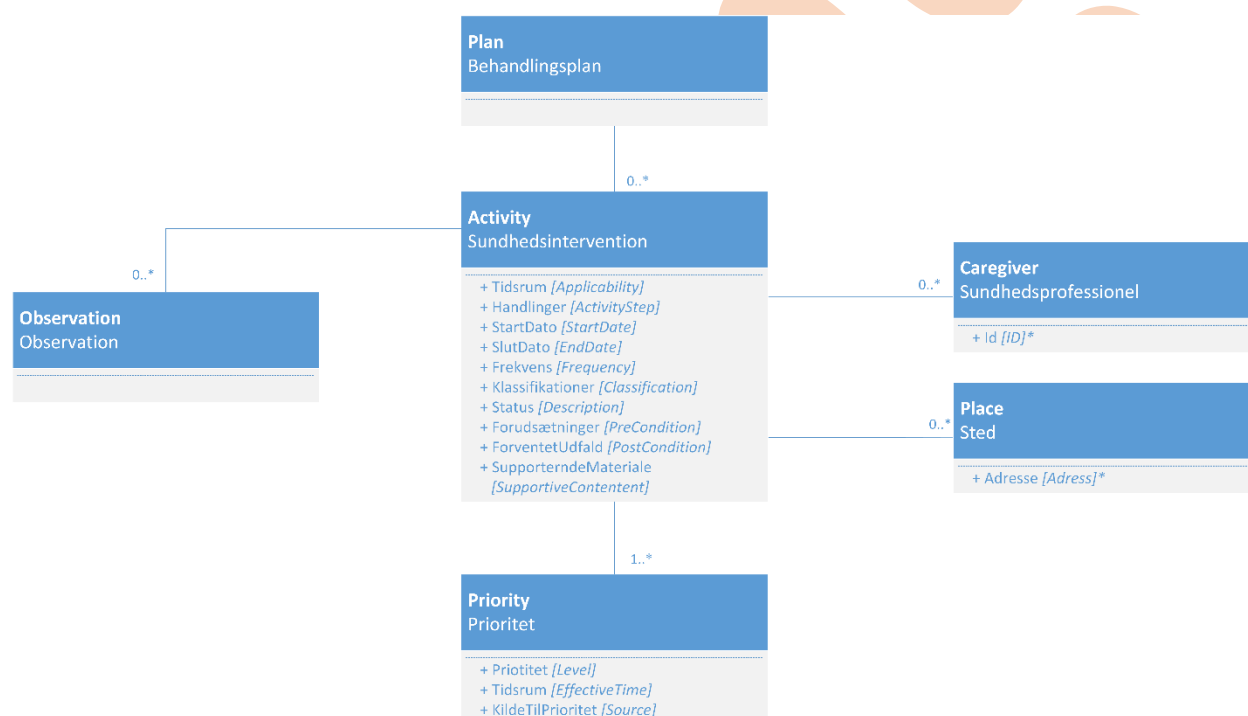 Plan
Behandlingsplan
0..*
Activity
Sundhedsintervention
+ Tidsrum [Applicability]
+ Handlinger [ActivityStep]
+ StartDato [StartDate]
+ SlutDato [EndDate]
+ Frekvens [Frequency]
+ Klassifikationer [Classification]
+ Status [Description]
+ Forudsætninger [PreCondition]
+ ForventetUdfald [PostCondition]
+ SupporterndeMateriale
[SupportiveContentent]
0..*
Observation
Observation
0..*
Caregiver
Sundhedsprofessionel
+ Id [ID]*
0..*
Place
Sted
+ Adresse [Adress]*
1..*
Priority
Prioritet
+ Priotitet [Level]
+ Tidsrum [EffectiveTime]
+ KildeTilPrioritet [Source]